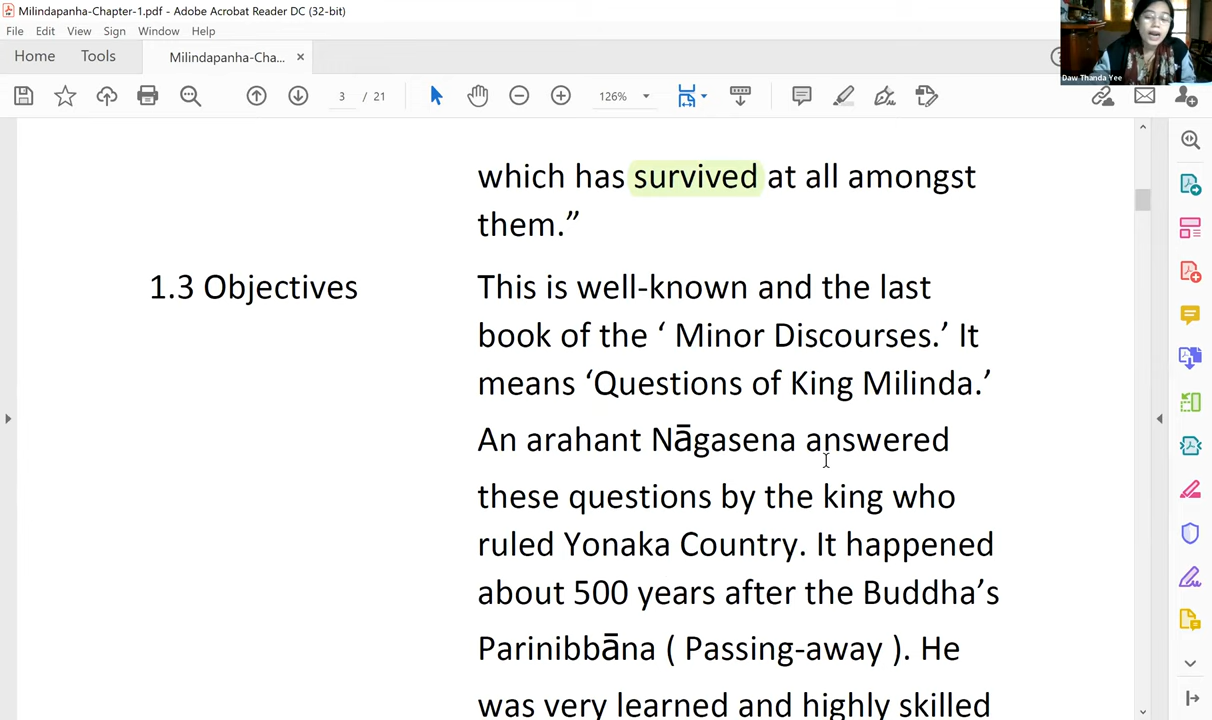 Milindapanha-Chapter-1.pdf - Adobe Acrobat Reader DC (32-bit)
File Edit View Sign Window Help
Home Tools Milindapanha-Cha... ×
3 / 21 126%
Daw Thanda Yee
which has survived at all amongst
them.”
1.3 Objectives This is well-known and the last
book of the ‘ Minor Discourses.’ It
means ‘Questions of King Milinda.’
An arahant Nāgasena answered
these questions by the king who
ruled Yonaka Country. It happened
about 500 years after the Buddha’s
Parinibbāna ( Passing-away ). He
was very learned and highly skilled